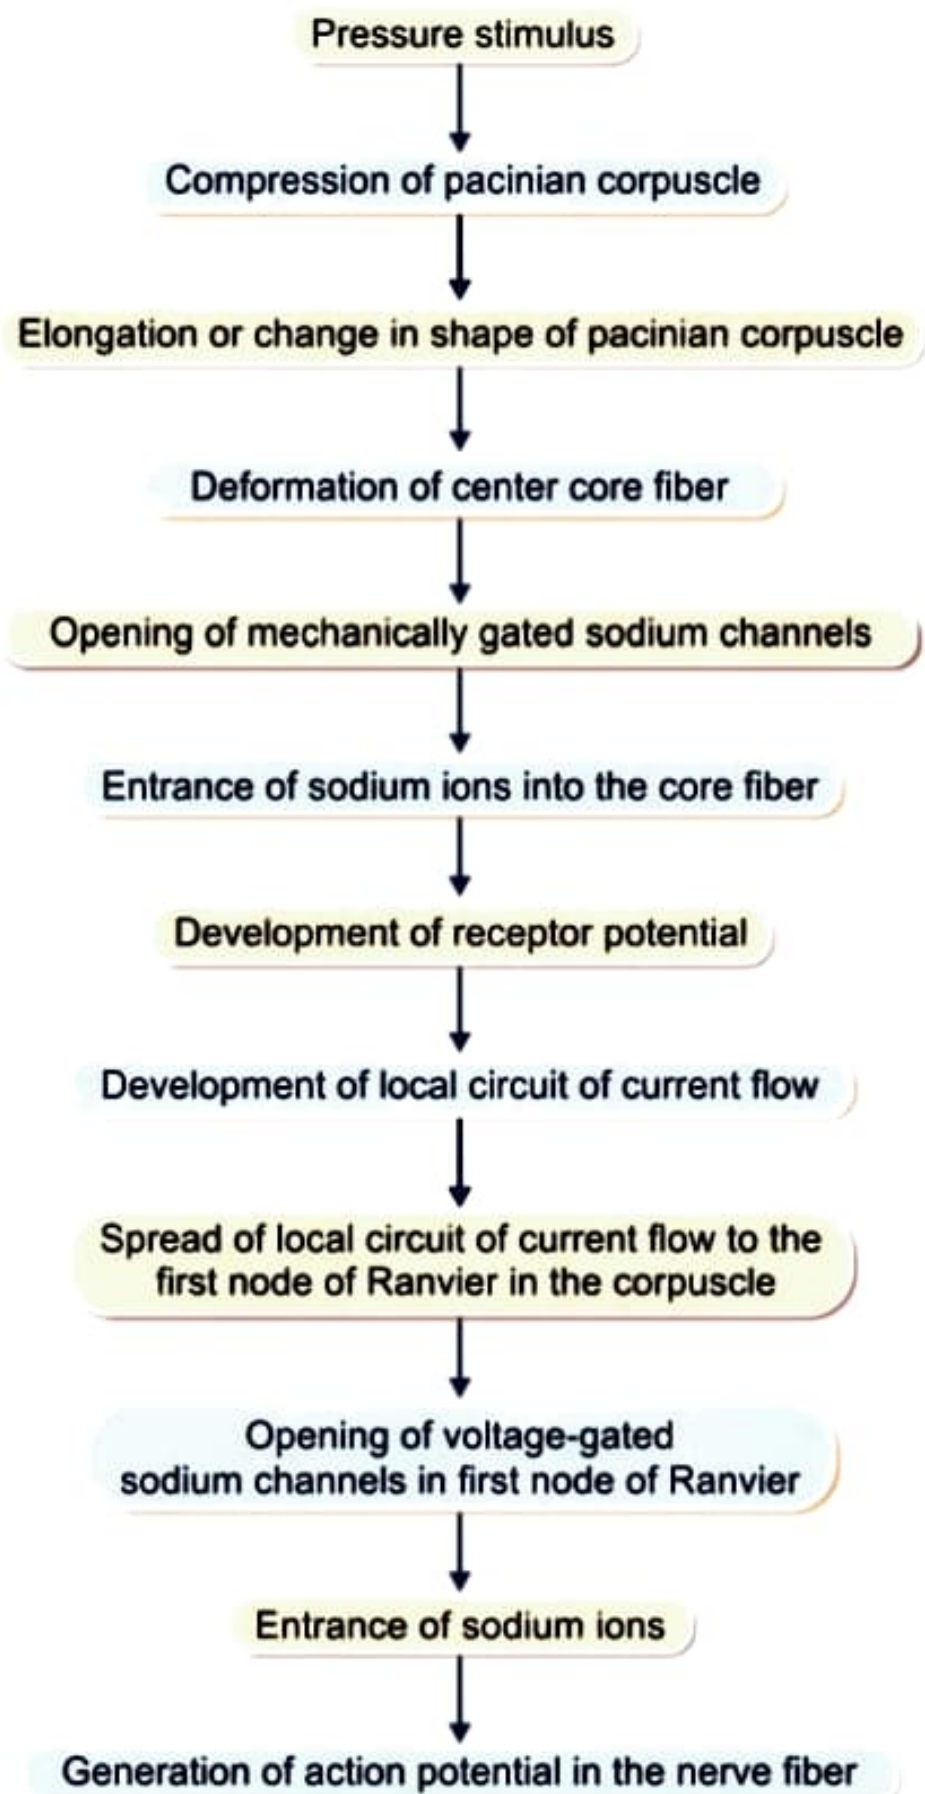 Pressure stimulus
Compression of pacinian corpuscle
Elongation or change in shape of pacinian corpuscle
Deformation of center core fiber
Opening of mechanically gated sodium channels
Entrance of sodium ions into the core fiber
Development of receptor potential
Development of local circuit of current flow
Spread of local circuit of current flow to the
first node of Ranvier in the corpuscle
Opening of voltage-gated
sodium channels in first node of Ranvier
Entrance of sodium ions
Generation of action potential in the nerve fiber